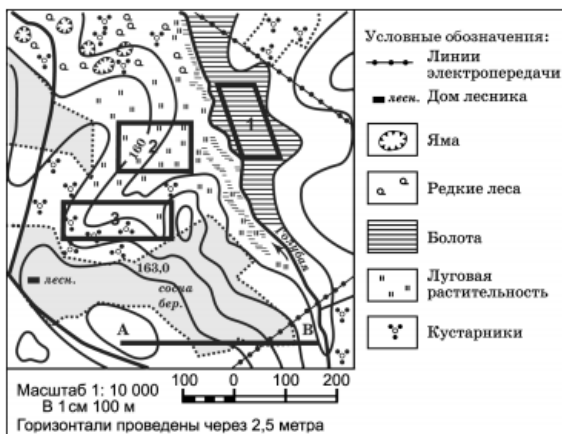 Условные обозначения:
Линии
электропередачи
лесн. Дом лесника
Яма
Редкие леса
Болота
Луговая
растительность
Кустарники
1
160
2
3
Голубая
163,0
лесн.
сосна
бер.
А
В
Масштаб 1: 10 000
В 1см 100 м
100 0 100 200
Горизонтали проведены через 2,5 метра